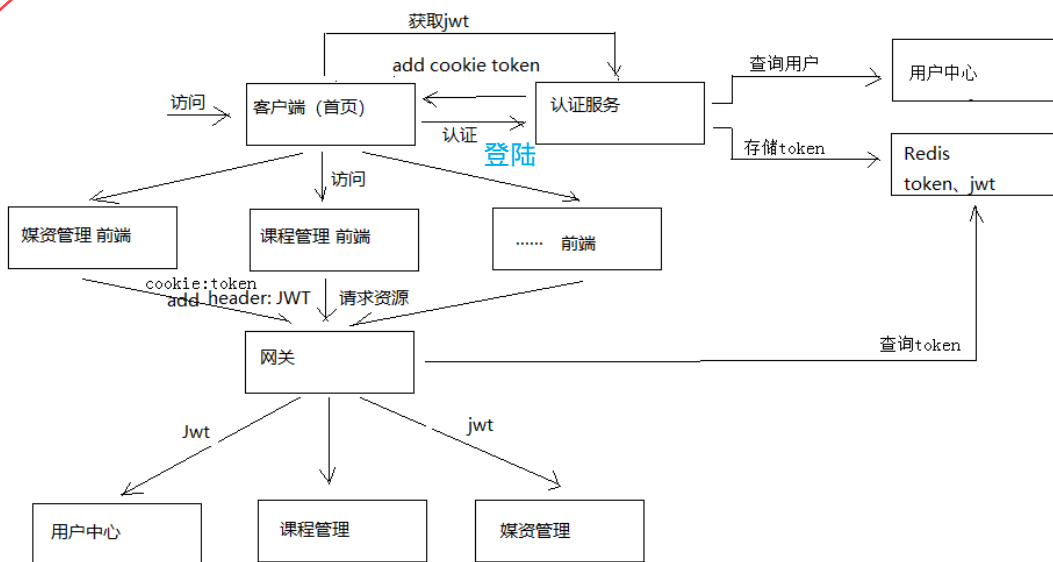 获取jwt
add cookie token
查询用户
用户中心
访问
客户端（首页）
认证服务
认证
登陆
存储token
Redis
token、jwt
访问
媒资管理 前端
课程管理 前端
...... 前端
cookie:token
add header: JWT
请求资源
网关
查询token
Jwt
jwt
用户中心
课程管理
媒资管理